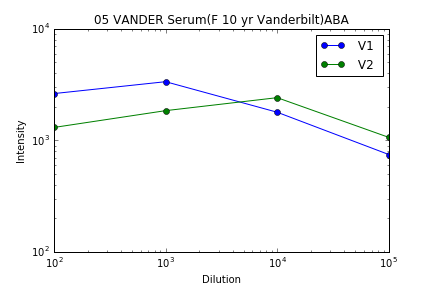 05 VANDER Serum(F 10 yr Vanderbilt)ABA
10^4
10^3
10^2
Intensity
V1
V2
10^2 10^3 10^4 10^5
Dilution